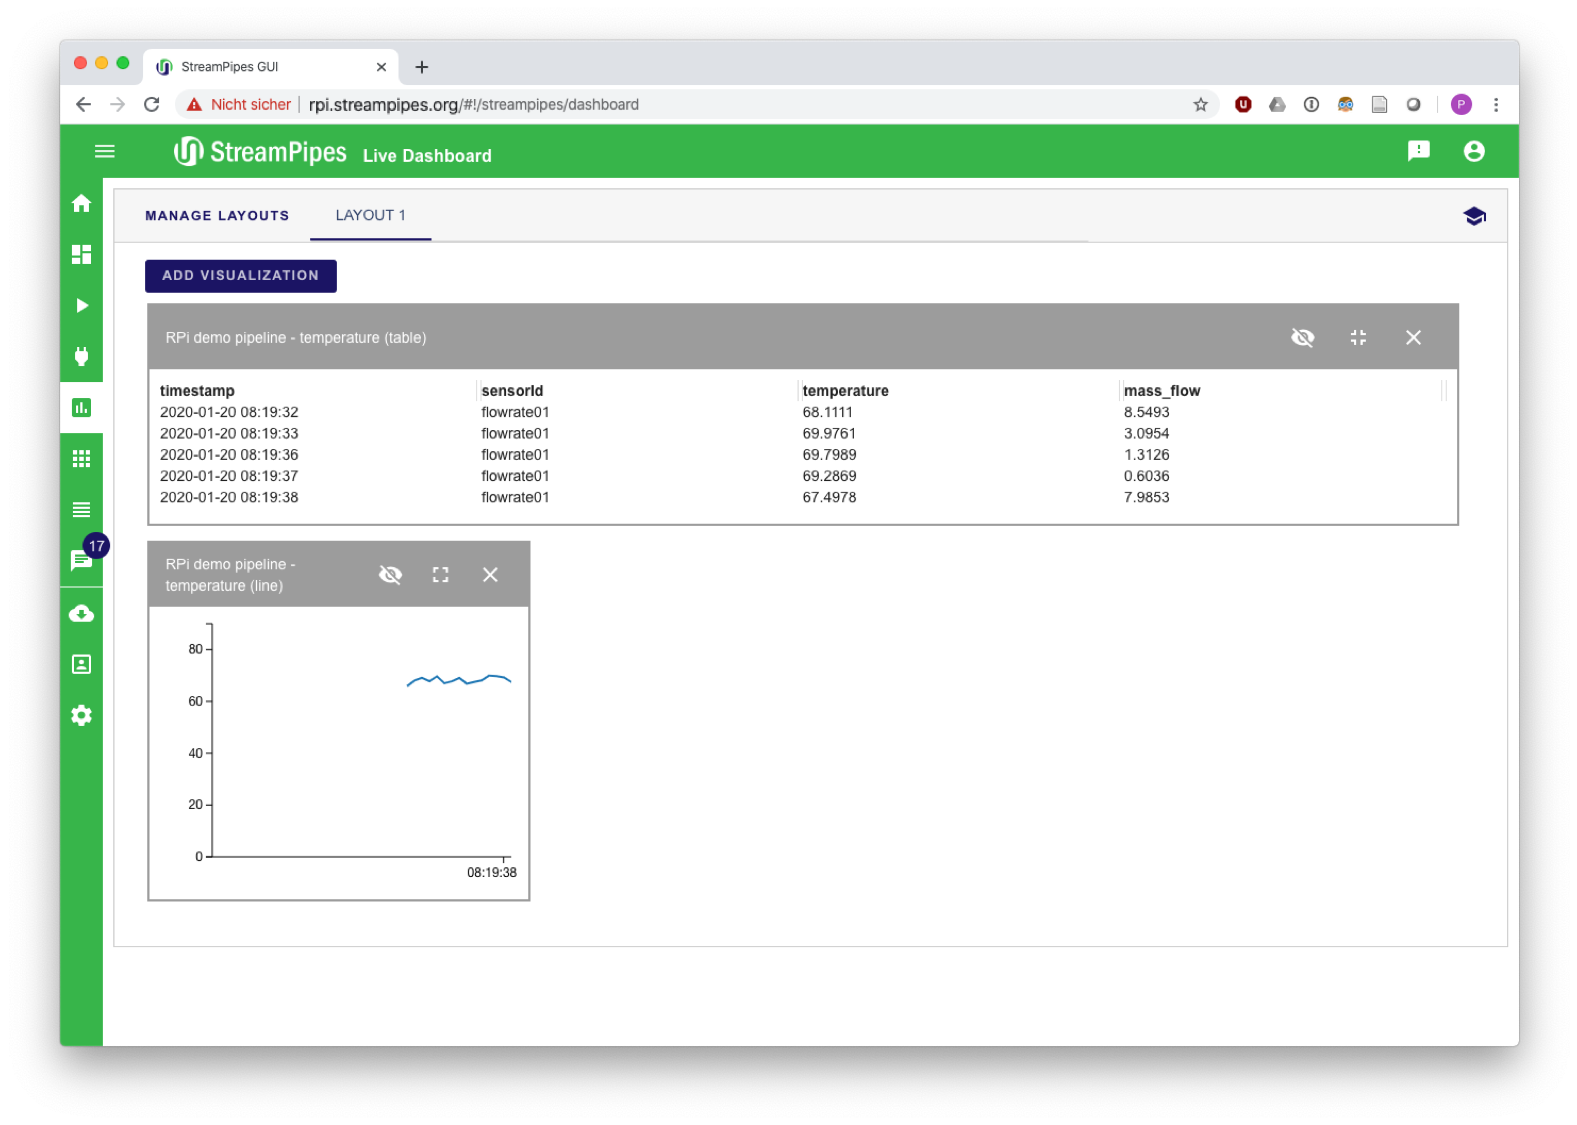 StreamPipes GUI
Nicht sicher | rpi.streampipes.org/#!/streampipes/dashboard
P
StreamPipes Live Dashboard
MANAGE LAYOUTS LAYOUT 1
ADD VISUALIZATION
RPi demo pipeline - temperature (table)
timestamp sensorId temperature mass_flow
2020-01-20 08:19:32 flowrate01 68.1111 8.5493
2020-01-20 08:19:33 flowrate01 69.9761 3.0954
2020-01-20 08:19:36 flowrate01 69.7989 1.3126
2020-01-20 08:19:37 flowrate01 69.2869 0.6036
2020-01-20 08:19:38 flowrate01 67.4978 7.9853
17
RPi demo pipeline -
temperature (line)
80
60
40
20
0
08:19:38